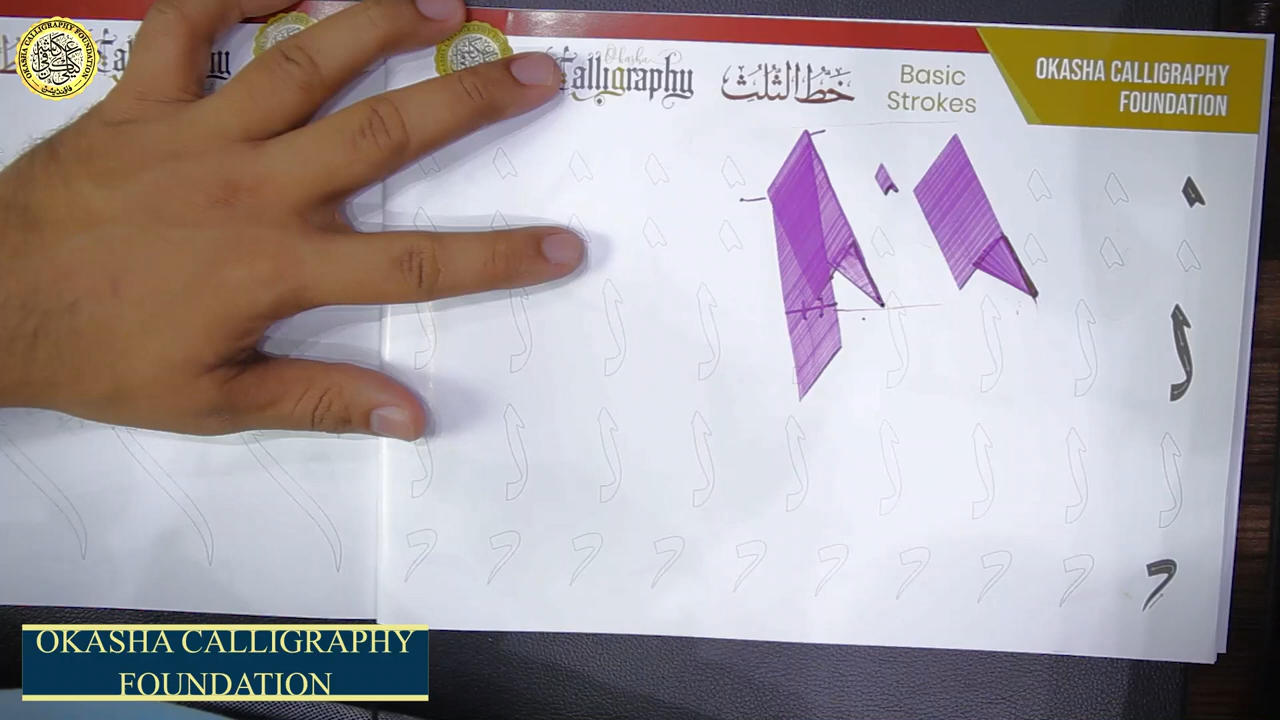 Calligraphy
خط الثلث
Basic
Strokes
OKASHA CALLIGRAPHY
FOUNDATION
OKASHA CALLIGRAPHY
FOUNDATION